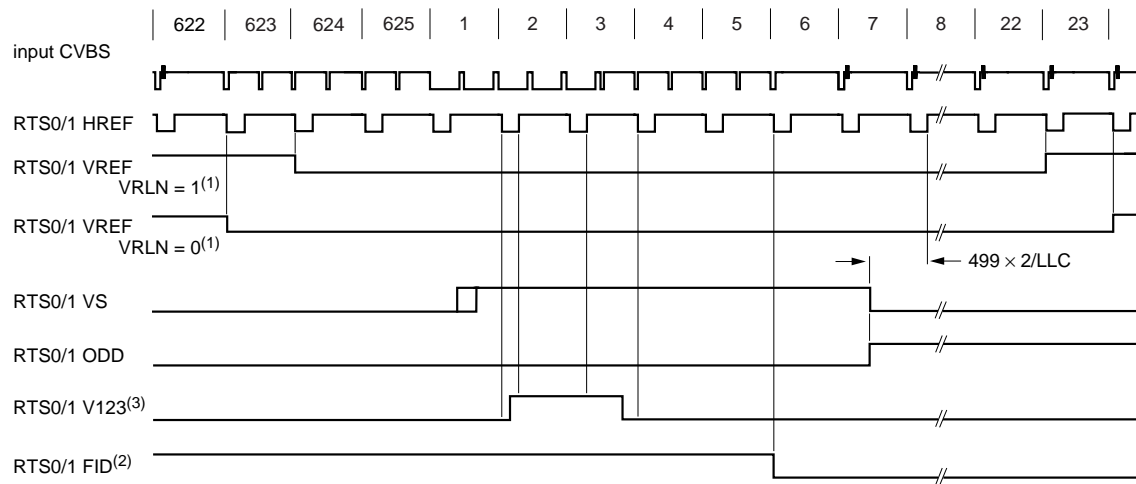 622 623 624 625 1 2 3 4 5 6 7 8 22 23
input CVBS
RTS0/1 HREF
RTS0/1 VREF
VRLN = 1(1)
RTS0/1 VREF
VRLN = 0(1)
499 × 2/LLC
RTS0/1 VS
RTS0/1 ODD
RTS0/1 V123(3)
RTS0/1 FID(2)